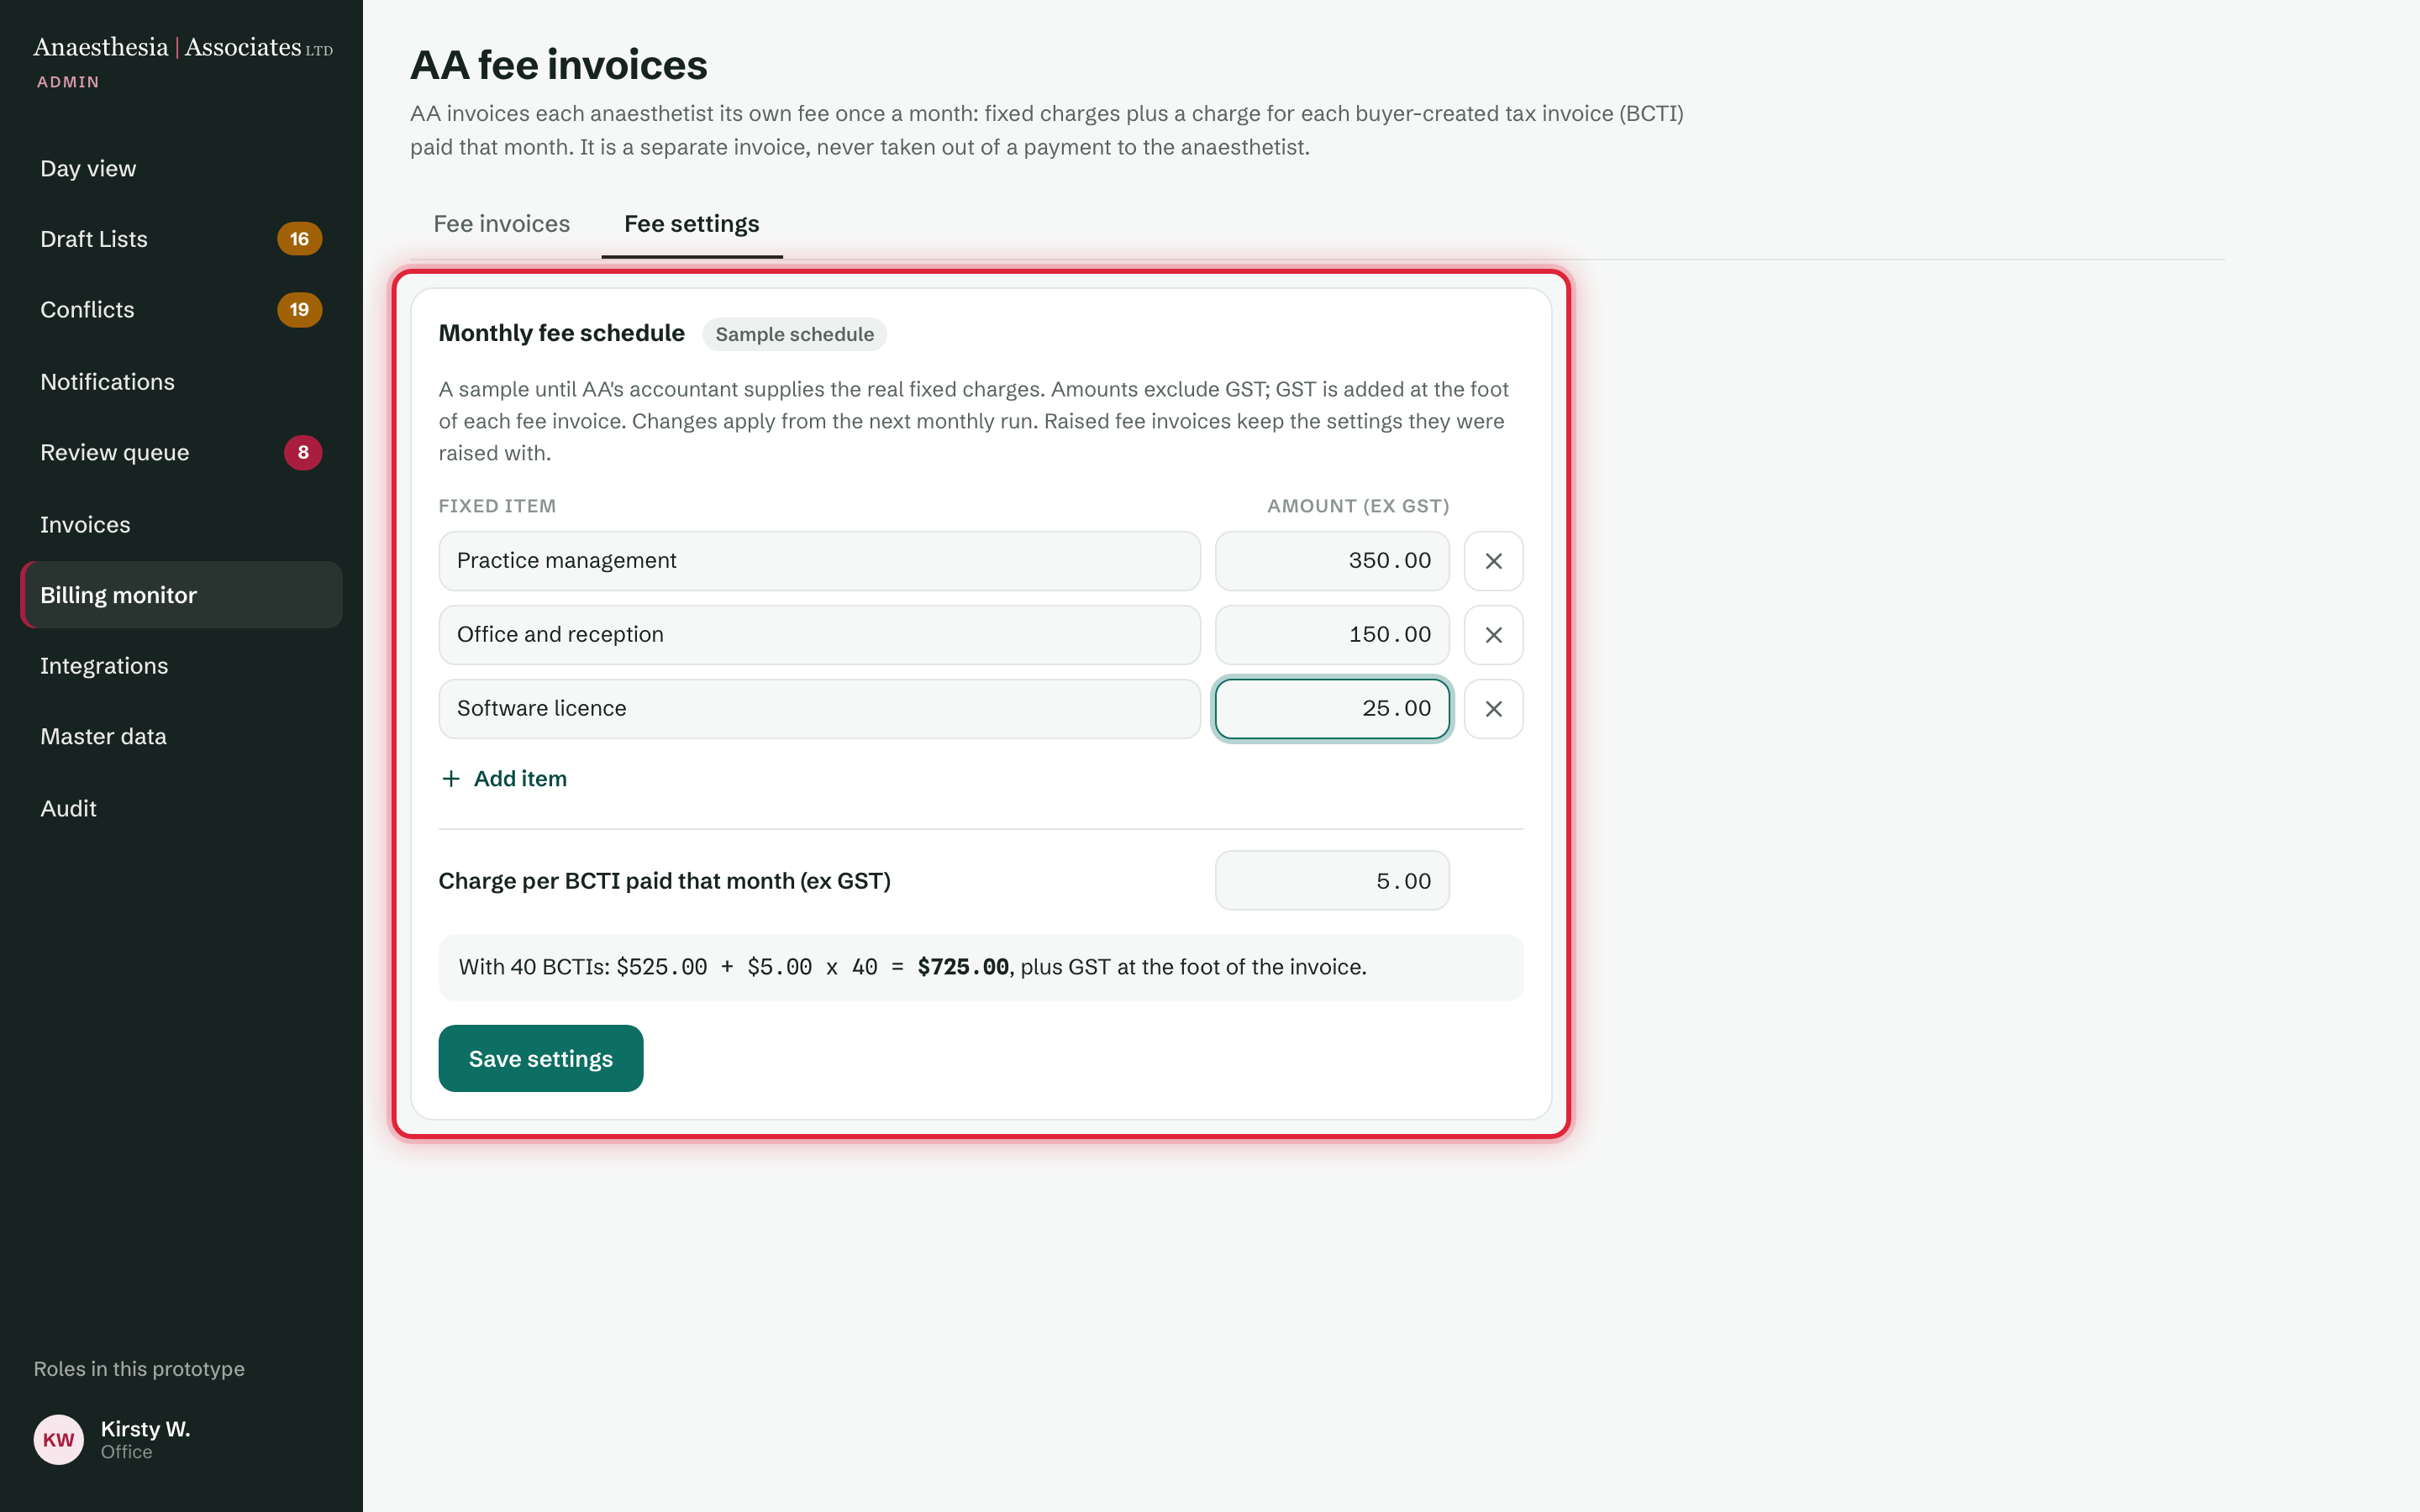 Anaesthesia | Associates LTD
ADMIN
Day view
Draft Lists 16
Conflicts 19
Notifications
Review queue 8
Invoices
Billing monitor
Integrations
Master data
Audit
Roles in this prototype
KW
Kirsty W.
Office
AA fee invoices
AA invoices each anaesthetist its own fee once a month: fixed charges plus a charge for each buyer-created tax invoice (BCTI)
paid that month. It is a separate invoice, never taken out of a payment to the anaesthetist.
Fee invoices Fee settings
Monthly fee schedule Sample schedule
A sample until AA's accountant supplies the real fixed charges. Amounts exclude GST; GST is added at the foot
of each fee invoice. Changes apply from the next monthly run. Raised fee invoices keep the settings they were
raised with.
FIXED ITEM AMOUNT (EX GST)
Practice management 350.00
Office and reception 150.00
Software licence 25.00
+ Add item
Charge per BCTI paid that month (ex GST) 5.00
With 40 BCTIs: $525.00 + $5.00 x 40 = $725.00, plus GST at the foot of the invoice.
Save settings